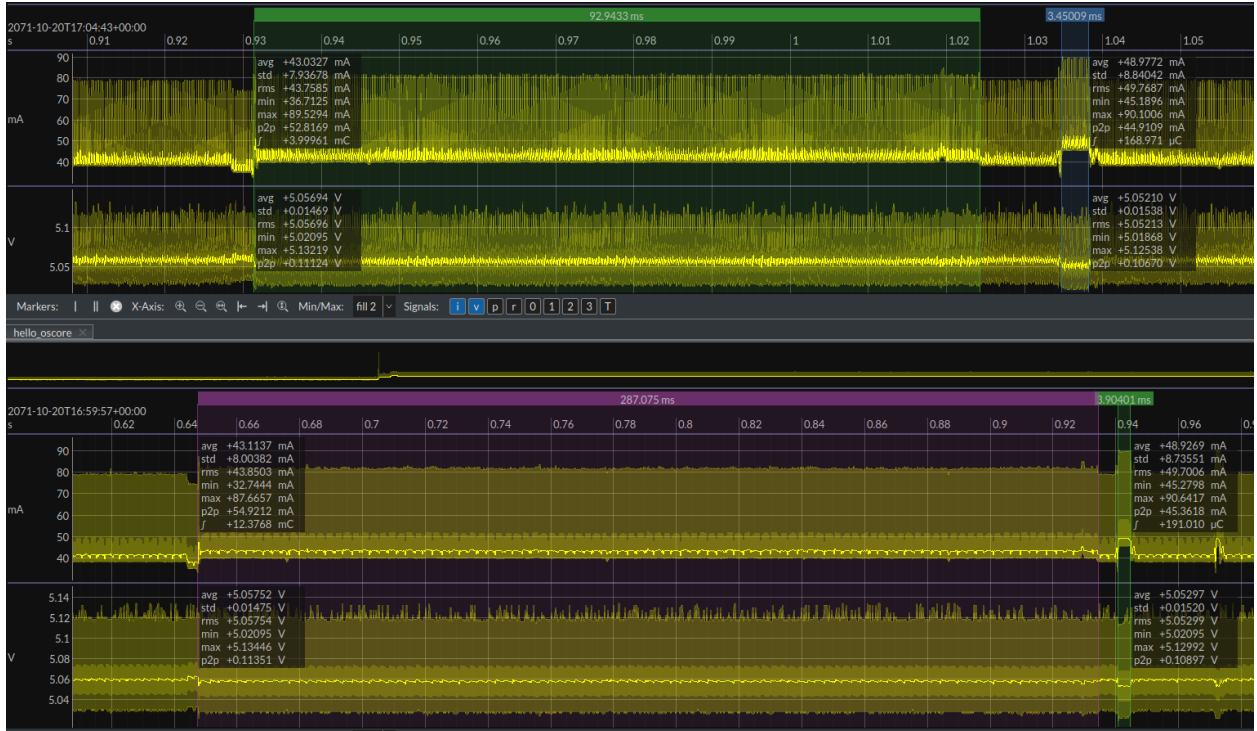 92.9433 ms 3.45009 ms
2071-10-20T17:04:43+00:00
s 0.91 0.92 0.93 0.94 0.95 0.96 0.97 0.98 0.99 1 1.01 1.02 1.03 1.04 1.05
90
80
70
mA 60
50
40
avg +43.0327 mA
std +7.93678 mA
rms +43.7585 mA
min +36.7125 mA
max +89.5294 mA
p2p +52.8169 mA
∫ +3.99961 mC
avg +48.9772 mA
std +8.84042 mA
rms +49.7687 mA
min +45.1896 mA
max +90.1006 mA
p2p +44.9109 mA
∫ +168.971 µC
5.1
V
5.05
avg +5.05694 V
std +0.01469 V
rms +5.05696 V
min +5.02095 V
max +5.13219 V
p2p +0.11124 V
avg +5.05210 V
std +0.01538 V
rms +5.05213 V
min +5.01868 V
max +5.12538 V
p2p +0.10670 V
Markers: X-Axis: Min/Max: fill 2 Signals: i v p r 0 1 2 3 T
hello_oscore
287.075 ms 3.90401 ms
2071-10-20T16:59:57+00:00
s 0.62 0.64 0.66 0.68 0.7 0.72 0.74 0.76 0.78 0.8 0.82 0.84 0.86 0.88 0.9 0.92 0.94 0.96
90
80
70
mA 60
50
40
avg +43.1137 mA
std +8.00382 mA
rms +43.8503 mA
min +32.7444 mA
max +87.6657 mA
p2p +54.9212 mA
∫ +12.3768 mC
avg +48.9269 mA
std +8.73551 mA
rms +49.7006 mA
min +45.2798 mA
max +90.6417 mA
p2p +45.3618 mA
∫ +191.010 µC
5.14
5.12
5.1
V 5.08
5.06
5.04
avg +5.05752 V
std +0.01475 V
rms +5.05754 V
min +5.02095 V
max +5.13446 V
p2p +0.11351 V
avg +5.05297 V
std +0.01520 V
rms +5.05299 V
min +5.02095 V
max +5.12992 V
p2p +0.10897 V